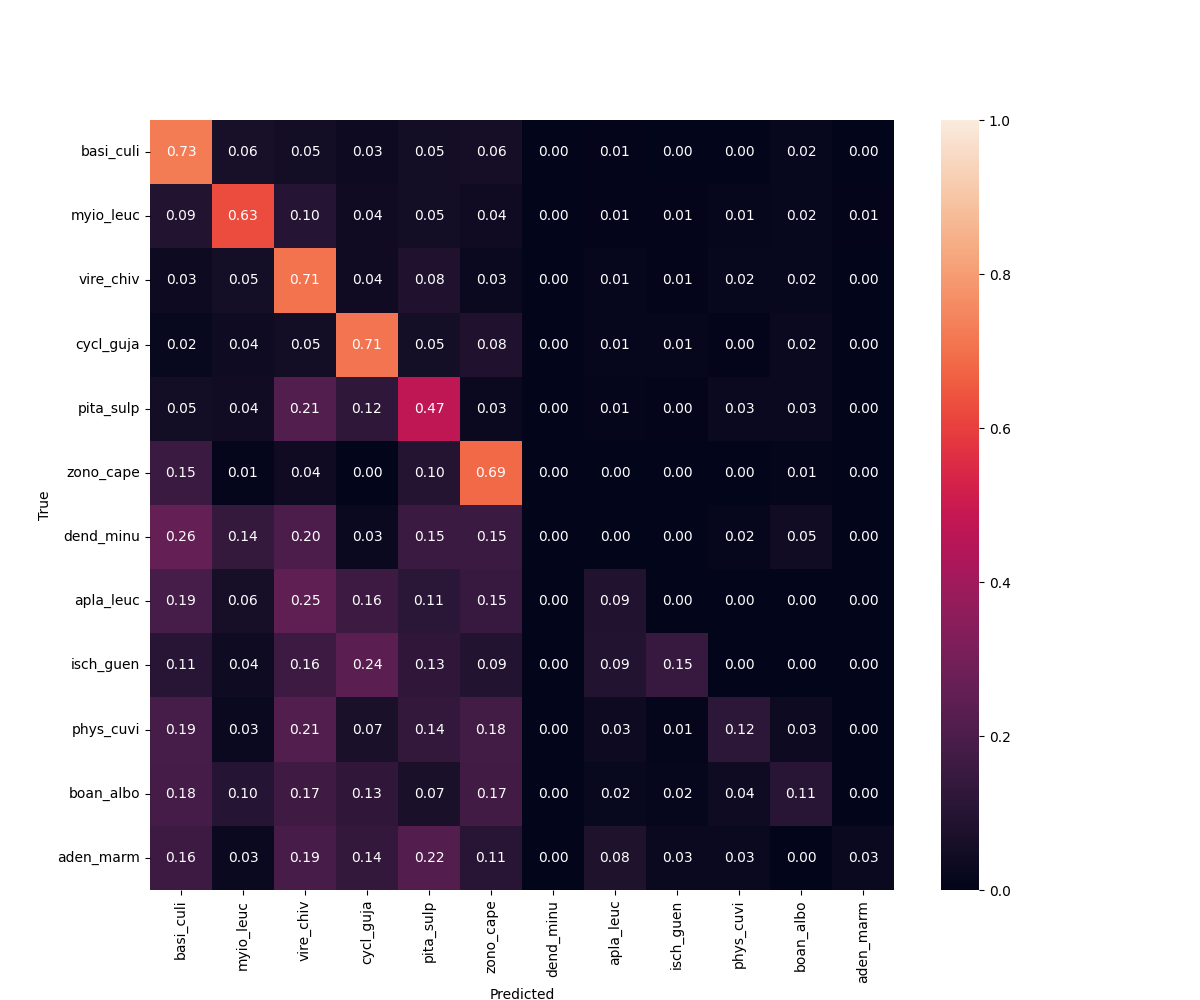 basi_culi 0.73 0.06 0.05 0.03 0.05 0.06 0.00 0.01 0.00 0.00 0.02 0.00
myio_leuc 0.09 0.63 0.10 0.04 0.05 0.04 0.00 0.01 0.01 0.01 0.02 0.01
vire_chiv 0.03 0.05 0.71 0.04 0.08 0.03 0.00 0.01 0.01 0.02 0.02 0.00
cycl_guja 0.02 0.04 0.05 0.71 0.05 0.08 0.00 0.01 0.01 0.00 0.02 0.00
pita_sulp 0.05 0.04 0.21 0.12 0.47 0.03 0.00 0.01 0.00 0.03 0.03 0.00
zono_cape 0.15 0.01 0.04 0.00 0.10 0.69 0.00 0.00 0.00 0.00 0.01 0.00
dend_minu 0.26 0.14 0.20 0.03 0.15 0.15 0.00 0.00 0.00 0.02 0.05 0.00
apla_leuc 0.19 0.06 0.25 0.16 0.11 0.15 0.00 0.09 0.00 0.00 0.00 0.00
isch_guen 0.11 0.04 0.16 0.24 0.13 0.09 0.00 0.09 0.15 0.00 0.00 0.00
phys_cuvi 0.19 0.03 0.21 0.07 0.14 0.18 0.00 0.03 0.01 0.12 0.03 0.00
boan_albo 0.18 0.10 0.17 0.13 0.07 0.17 0.00 0.02 0.02 0.04 0.11 0.00
aden_marm 0.16 0.03 0.19 0.14 0.22 0.11 0.00 0.08 0.03 0.03 0.00 0.03
True
basi_culi myio_leuc vire_chiv cycl_guja pita_sulp zono_cape dend_minu apla_leuc isch_guen phys_cuvi boan_albo aden_marm
Predicted
1.0
0.8
0.6
0.4
0.2
0.0